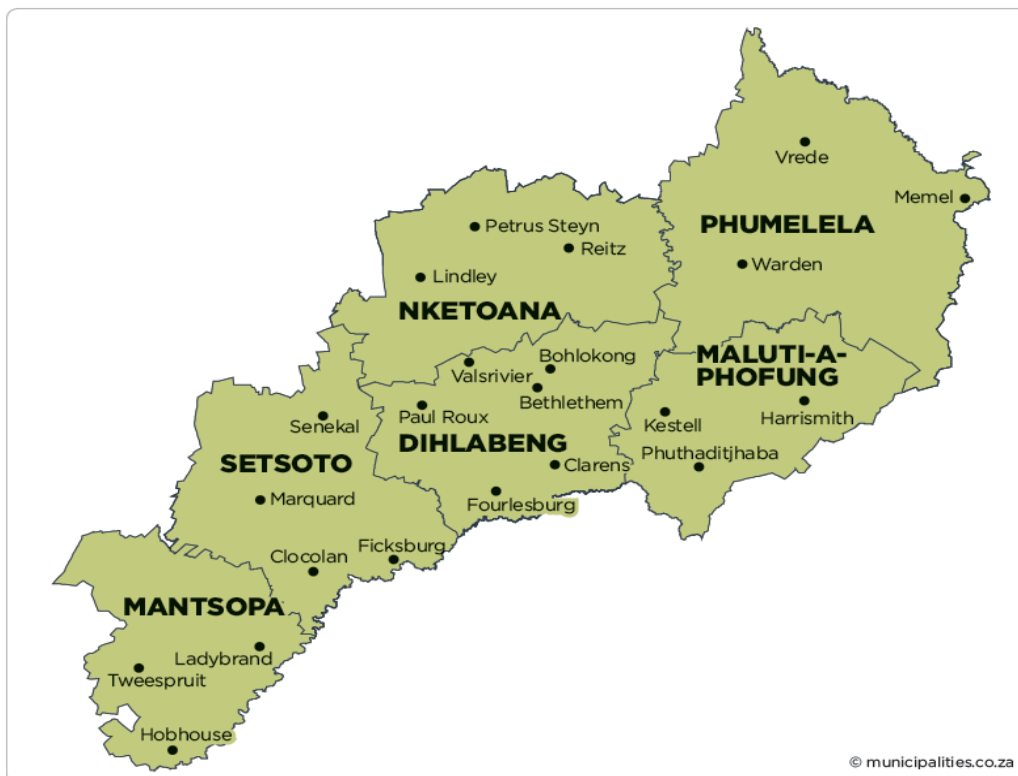 Vrede
Memel
PHUMELELA
Petrus Steyn
Reitz
Warden
Lindley
NKETOANA
MALUTI-A-
PHOFUNG
Bohlokong
Valsrivier
Bethlethem
Paul Roux
Harrismith
Kestell
Senekal
DIHLABENG
Phuthaditjhaba
SETSOTO
Clarens
Marquard
Fourlesburg
Ficksburg
Clocolan
MANTSOPA
Ladybrand
Tweespruit
Hobhouse
© municipalities.co.za